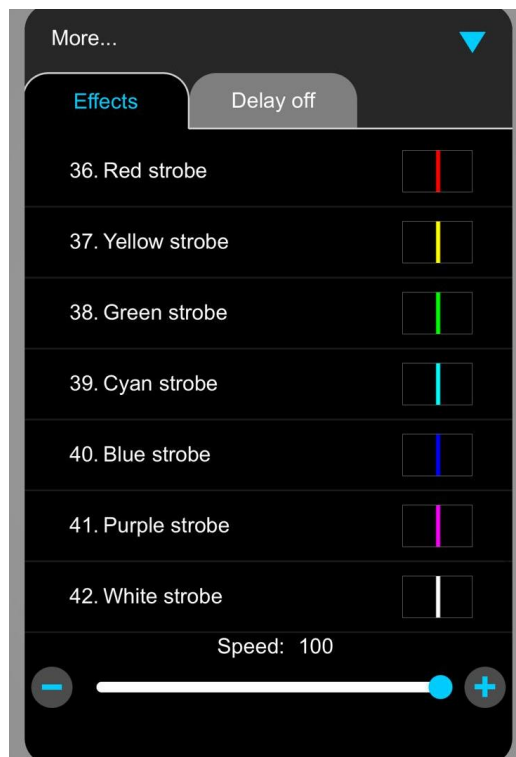 More...
Effects
Delay off
36. Red strobe
37. Yellow strobe
38. Green strobe
39. Cyan strobe
40. Blue strobe
41. Purple strobe
42. White strobe
Speed: 100